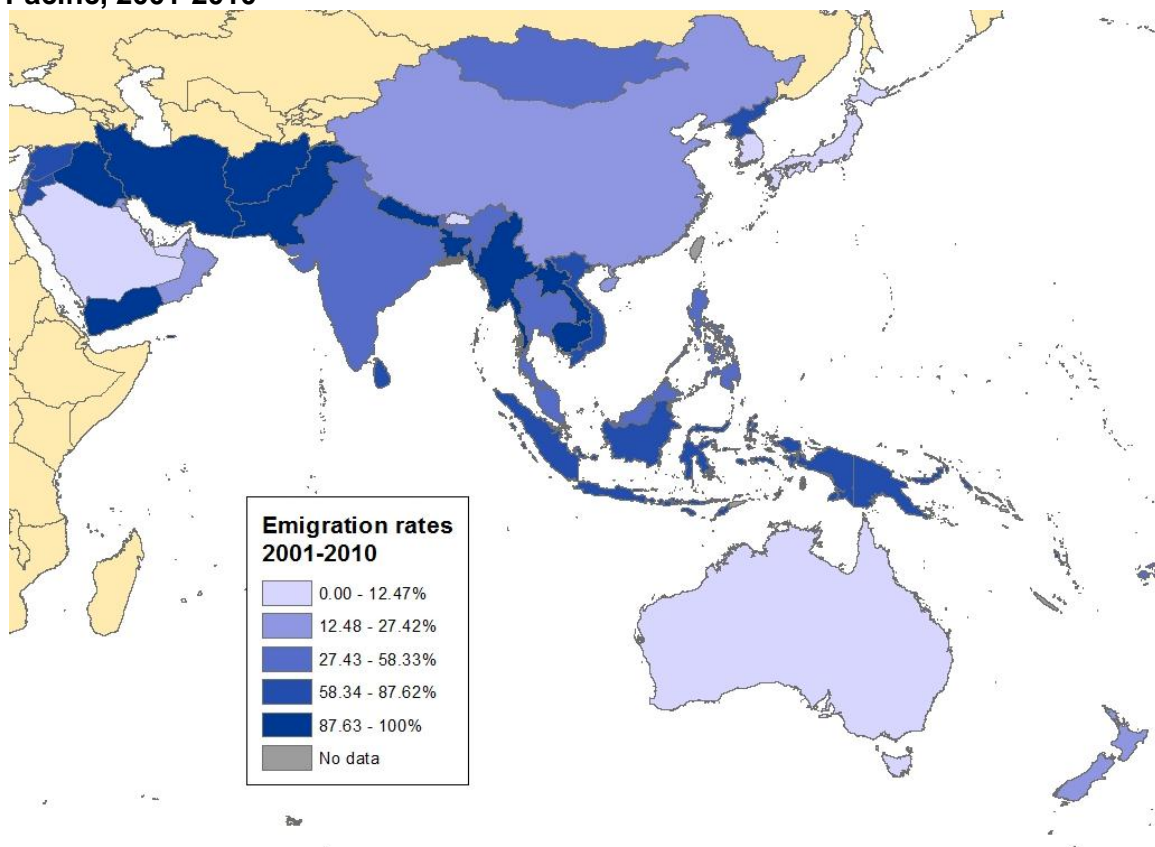 Pacific, 2001-2010
Emigration rates
2001-2010
0.00 - 12.47%
12.48 - 27.42%
27.43 - 58.33%
58.34 - 87.62%
87.63 - 100%
No data